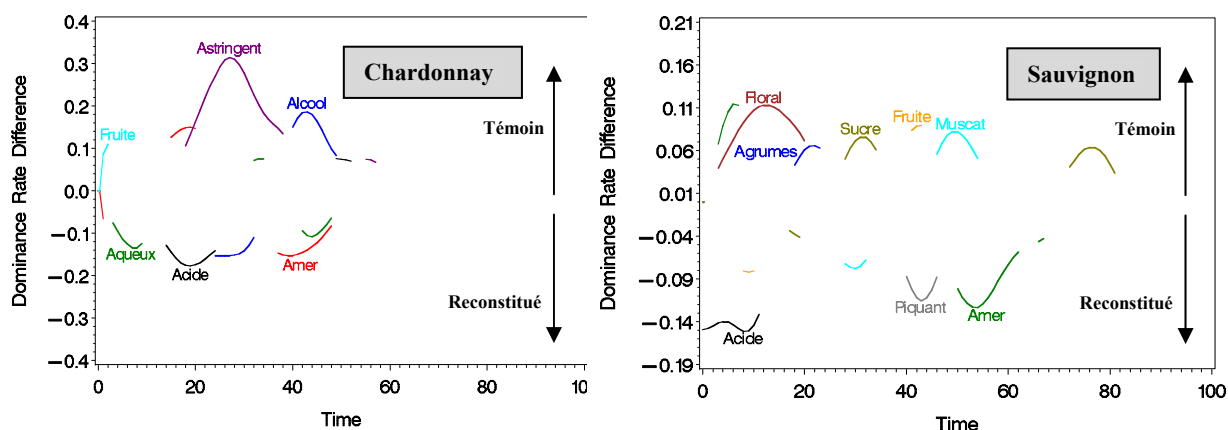 Chardonnay
Dominance Rate Difference
0.4
0.3
0.2
0.1
0.0
−0.1
−0.2
−0.3
−0.4
0
20
40
60
80
100
Time
Fruite
Astringent
Alcool
Aqueux
Acide
Amer
Témoin
Reconstitué
Sauvignon
Dominance Rate Difference
0.21
0.16
0.11
0.06
0.01
−0.04
−0.09
−0.14
−0.19
0
20
40
60
80
100
Time
Floral
Agrumes
Sucre
Fruite
Muscat
Acide
Piquant
Amer
Témoin
Reconstitué